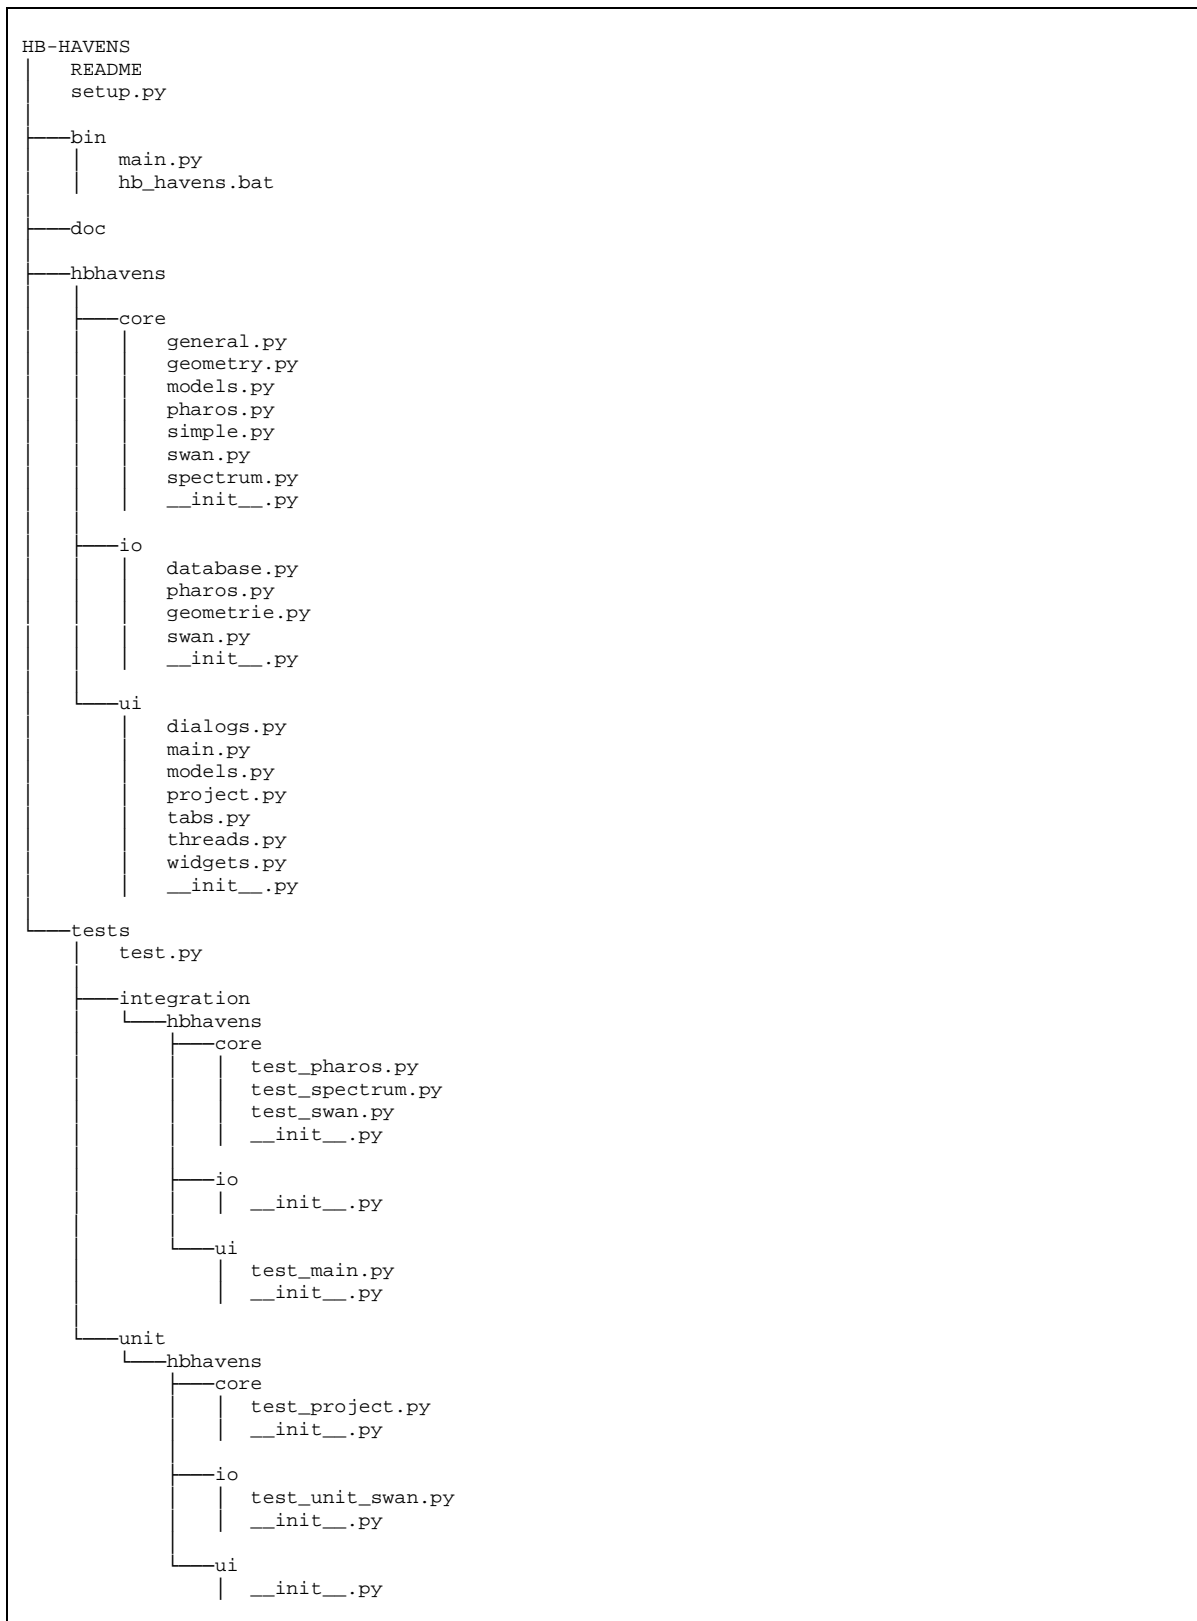 HB-HAVENS
README
setup.py
bin
main.py
hb_havens.bat
doc
hbhavens
core
general.py
geometry.py
models.py
pharos.py
simple.py
swan.py
spectrum.py
__init__.py
io
database.py
pharos.py
geometrie.py
swan.py
__init__.py
ui
dialogs.py
main.py
models.py
project.py
tabs.py
threads.py
widgets.py
__init__.py
tests
test.py
integration
hbhavens
core
test_pharos.py
test_spectrum.py
test_swan.py
__init__.py
io
__init__.py
ui
test_main.py
__init__.py
unit
hbhavens
core
test_project.py
__init__.py
io
test_unit_swan.py
__init__.py
ui
__init__.py